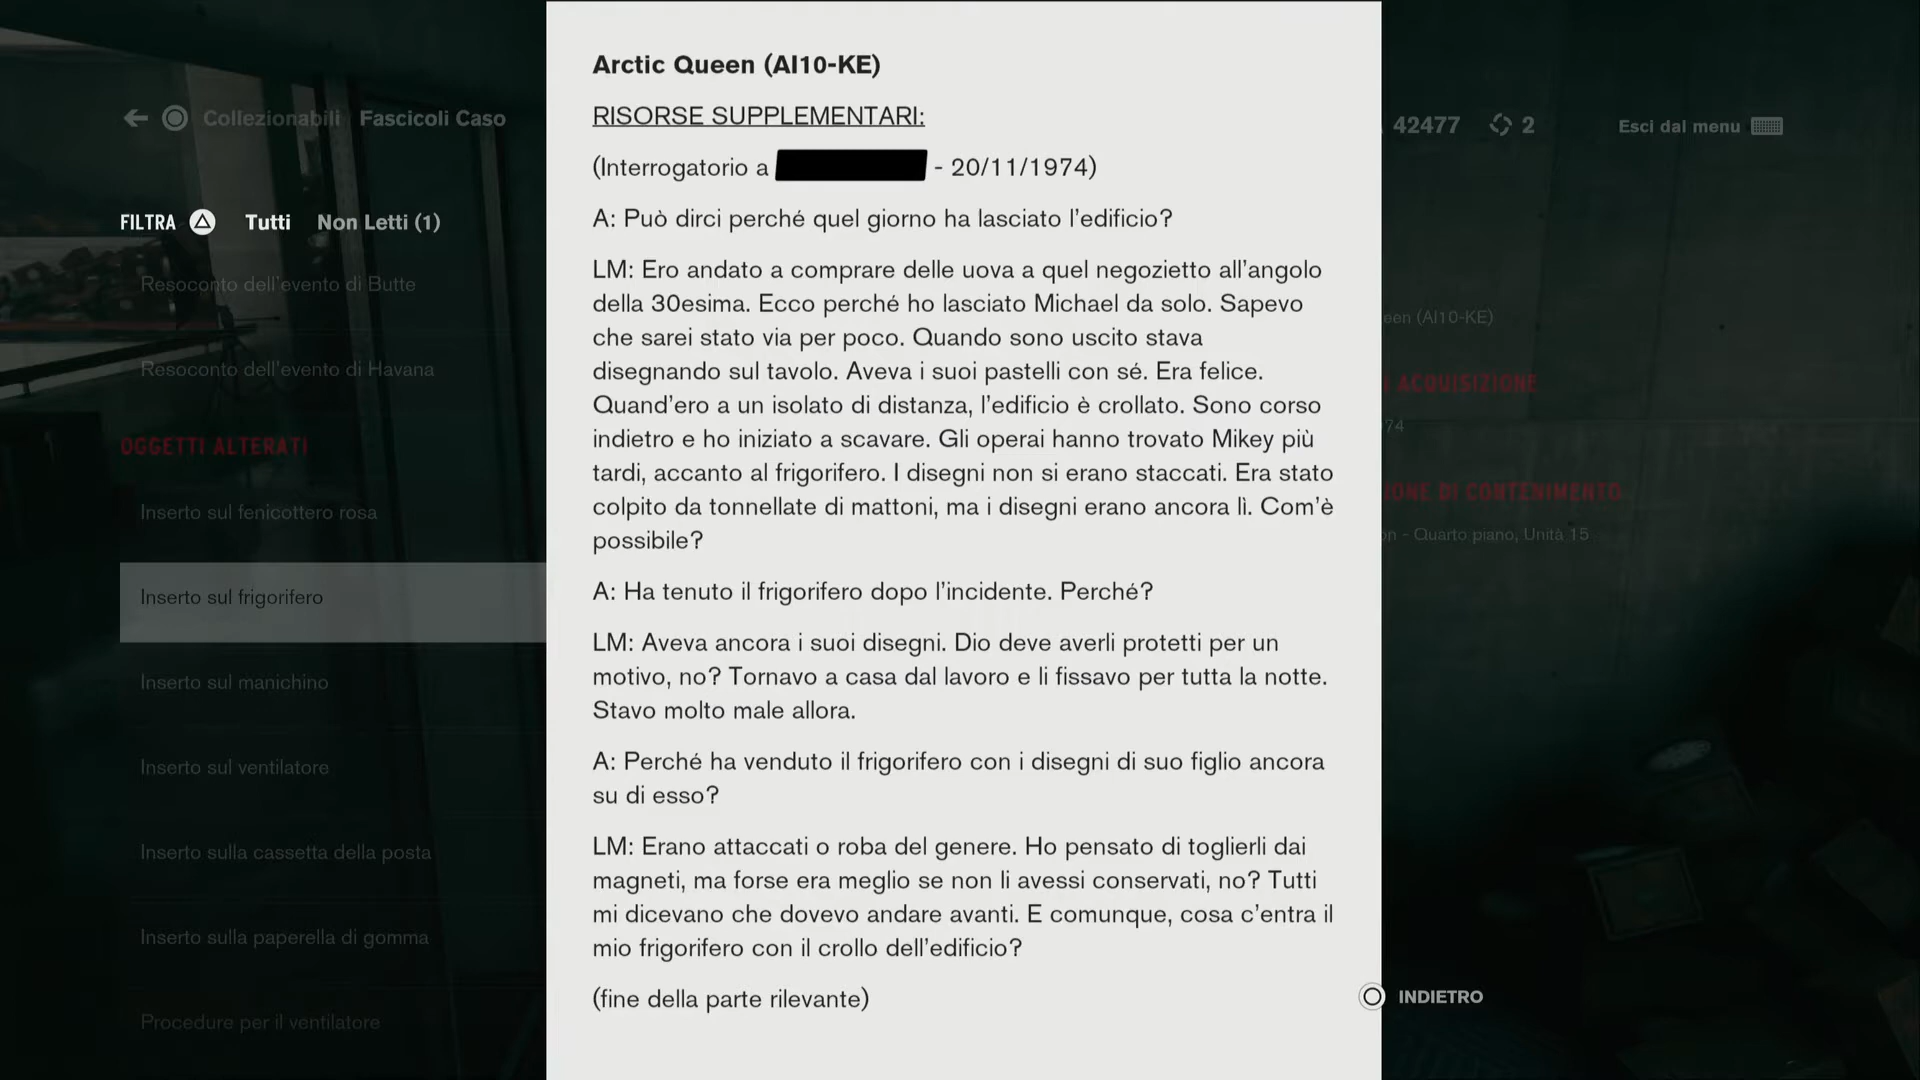 Arctic Queen (AI10-KE)
RISORSE SUPPLEMENTARI:
(Interrogatorio a - 20/11/1974)
A: Può dirci perché quel giorno ha lasciato l'edificio?
LM: Ero andato a comprare delle uova a quel negozietto all'angolo
della 30esima. Ecco perché ho lasciato Michael da solo. Sapevo
che sarei stato via per poco. Quando sono uscito stava
disegnando sul tavolo. Aveva i suoi pastelli con sé. Era felice.
Quand'ero a un isolato di distanza, l'edificio è crollato. Sono corso
indietro e ho iniziato a scavare. Gli operai hanno trovato Mikey più
tardi, accanto al frigorifero. I disegni non si erano staccati. Era stato
colpito da tonnellate di mattoni, ma i disegni erano ancora lì. Com'è
possibile?
A: Ha tenuto il frigorifero dopo l'incidente. Perché?
LM: Aveva ancora i suoi disegni. Dio deve averli protetti per un
motivo, no? Tornavo a casa dal lavoro e li fissavo per tutta la notte.
Stavo molto male allora.
A: Perché ha venduto il frigorifero con i disegni di suo figlio ancora
su di esso?
LM: Erano attaccati o roba del genere. Ho pensato di toglierli dai
magneti, ma forse era meglio se non li avessi conservati, no? Tutti
mi dicevano che dovevo andare avanti. E comunque, cosa c'entra il
mio frigorifero con il crollo dell'edificio?
(fine della parte rilevante)
Collezionabili Fascicoli Caso
FILTRA Tutti Non Letti (1)
Resoconto dell'evento di Butte
Resoconto dell'evento di Havana
OGGETTI ALTERATI
Inserto sul fenicottero rosa
Inserto sul frigorifero
Inserto sul manichino
Inserto sul ventilatore
Inserto sulla cassetta della posta
Inserto sulla paperella di gomma
Procedure per il ventilatore
42477 2 Esci dal menu
(AI10-KE)
ACQUISIZIONE
74
DI CONTENIMENTO
- Quarto piano, Unità 15
INDIETRO